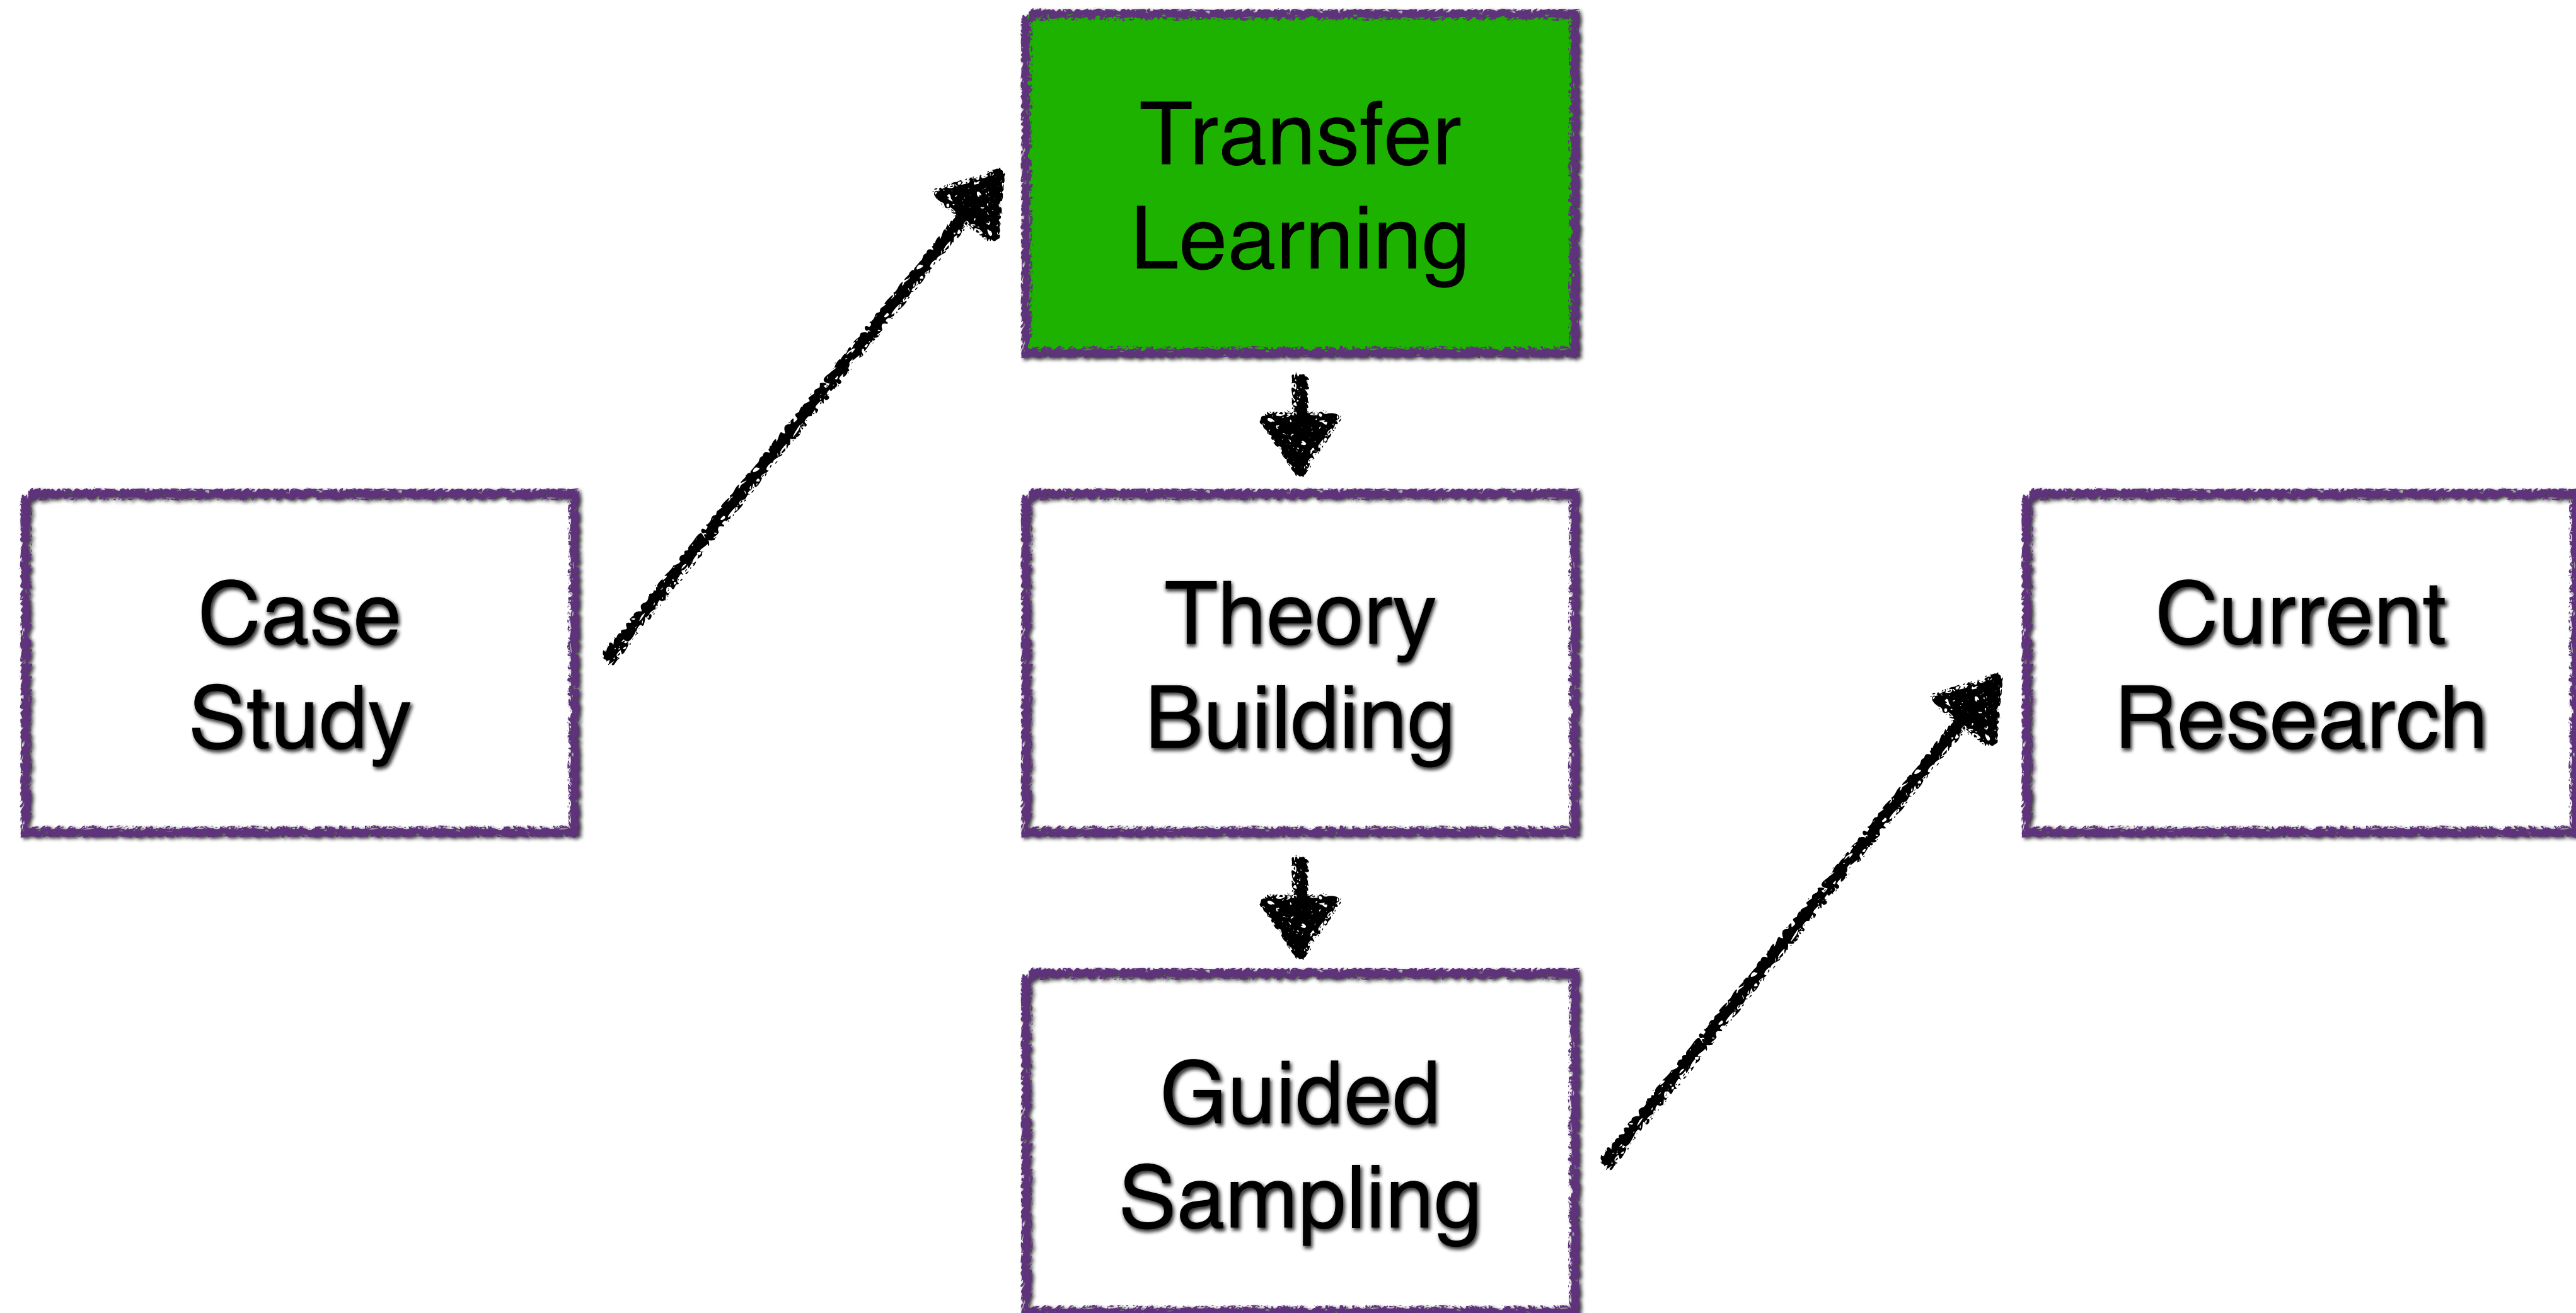 Transfer
Learning
Case
Study
Theory
Building
Current
Research
Guided
Sampling